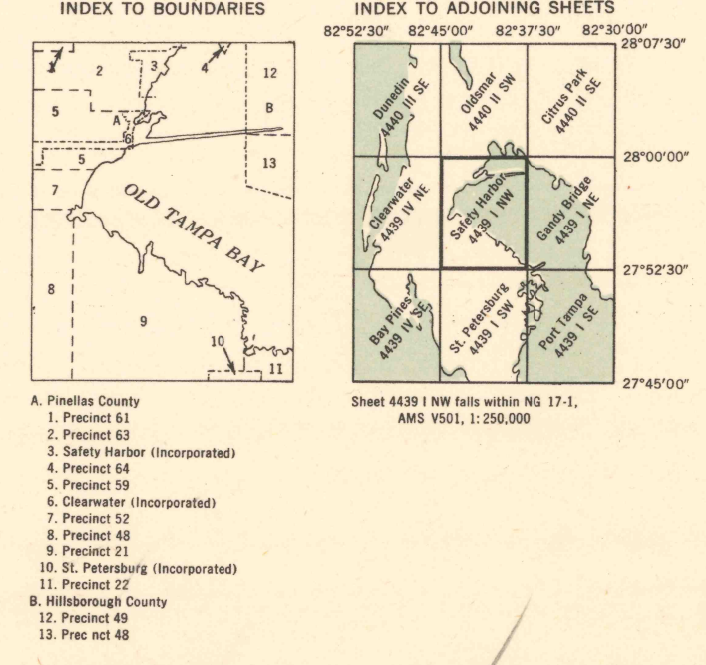 INDEX TO BOUNDARIES
1
2
3
4
12
5
A
B
6
5
13
7
OLD TAMPA BAY
8
9
10
11
A. Pinellas County
1. Precinct 61
2. Precinct 63
3. Safety Harbor (Incorporated)
4. Precinct 64
5. Precinct 59
6. Clearwater (Incorporated)
7. Precinct 52
8. Precinct 48
9. Precinct 21
10. St. Petersburg (Incorporated)
11. Precinct 22
B. Hillsborough County
12. Precinct 49
13. Prec nct 48
INDEX TO ADJOINING SHEETS
82°52'30" 82°45'00" 82°37'30" 82°30'00"
28°07'30"
Dunedin
4440 III SE
Oldsmar
4440 II SW
Citrus Park
4440 II SE
28°00'00"
Clearwater
4439 IV NE
Safety Harbor
4439 I NW
Gandy Bridge
4439 I NE
27°52'30"
Bay Pines
4439 IV SE
St. Petersburg
4439 I SW
Port Tampa
4439 I SE
27°45'00"
Sheet 4439 I NW falls within NG 17-1,
AMS V501, 1:250,000